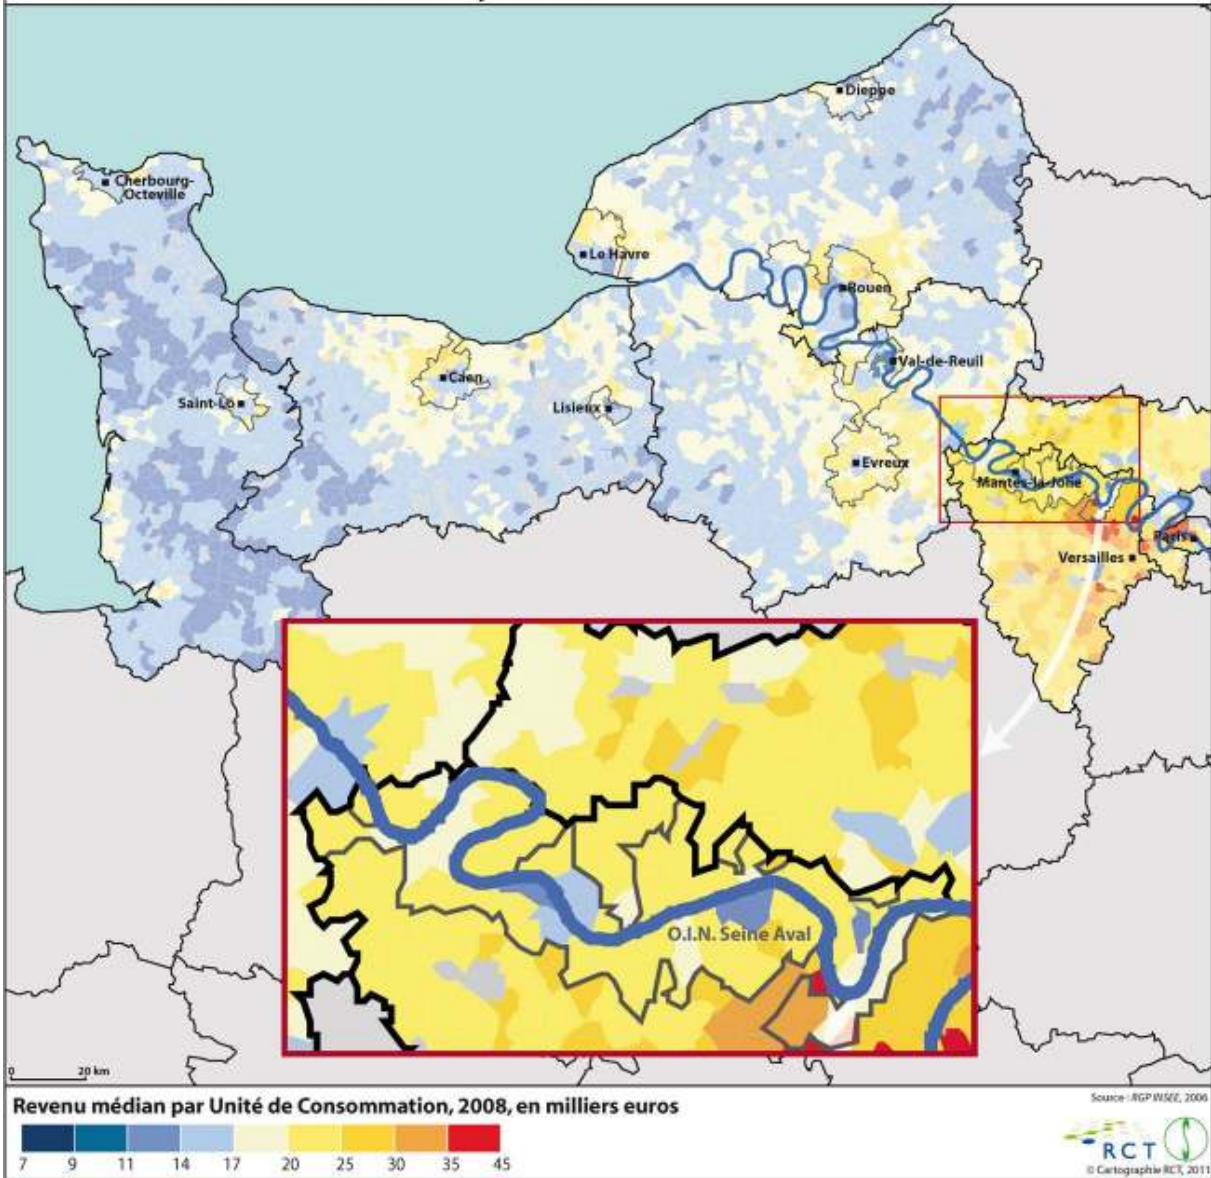 Dieppe
Cherbourg-
Octeville
Le Havre
Rouen
Val-de-Reuil
Caen
Saint-Lô
Lisieux
Evreux
Mantes-la-Jolie
Paris
Versailles
O.I.N. Seine Aval
0 20 km
Revenu médian par Unité de Consommation, 2008, en milliers euros
Source : RGP INSEE, 2006
7 9 11 14 17 20 25 30 35 45
RCT
© Cartographie RCT, 2011